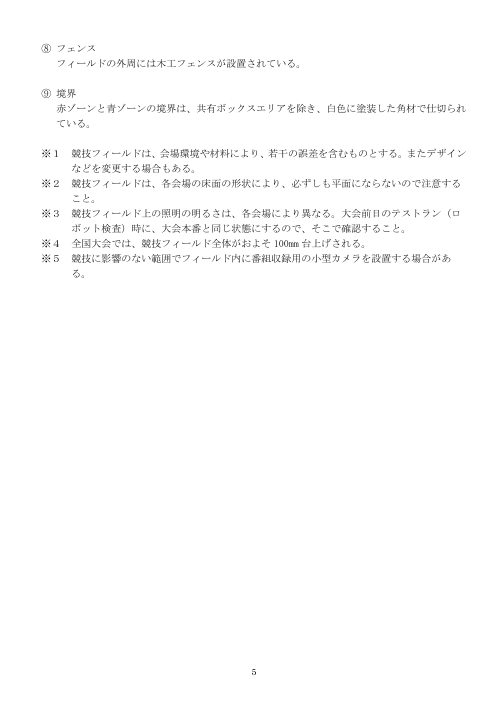 ⑧ フェンス
フィールドの外周には木工フェンスが設置されている。
⑨ 境界
赤ゾーンと青ゾーンの境界は、共有ボックスエリアを除き、白色に塗装した角材で仕切られ
ている。
※１ 競技フィールドは、会場環境や材料により、若干の誤差を含むものとする。またデザイン
などを変更する場合もある。
※２ 競技フィールドは、各会場の床面の形状により、必ずしも平面にならないので注意する
こと。
※３ 競技フィールド上の照明の明るさは、各会場により異なる。大会前日のテストラン（ロ
ボット検査）時に、大会本番と同じ状態にするので、そこで確認すること。
※４ 全国大会では、競技フィールド全体がおよそ 100mm 台上げされる。
※５ 競技に影響のない範囲でフィールド内に番組収録用の小型カメラを設置する場合があ
る。
5